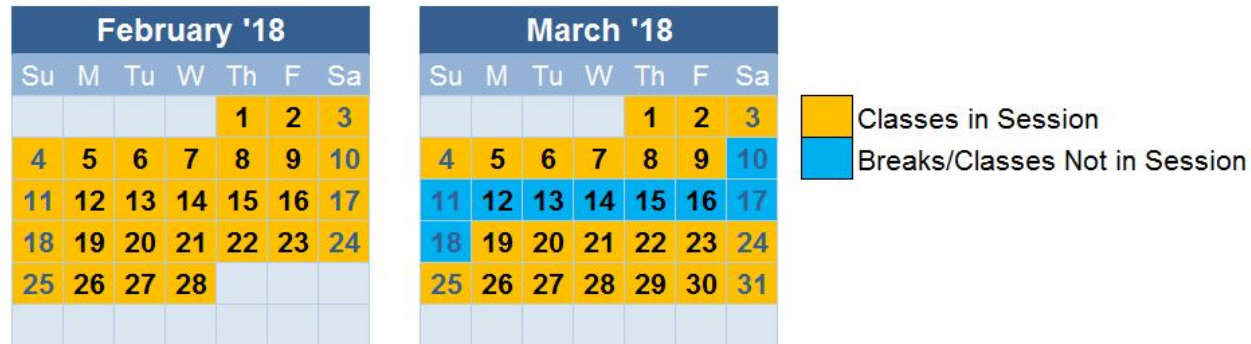 February '18
Su M Tu W Th F Sa
1 2 3
4 5 6 7 8 9 10
11 12 13 14 15 16 17
18 19 20 21 22 23 24
25 26 27 28
March '18
Su M Tu W Th F Sa
1 2 3
4 5 6 7 8 9 10
11 12 13 14 15 16 17
18 19 20 21 22 23 24
25 26 27 28 29 30 31
Classes in Session
Breaks/Classes Not in Session